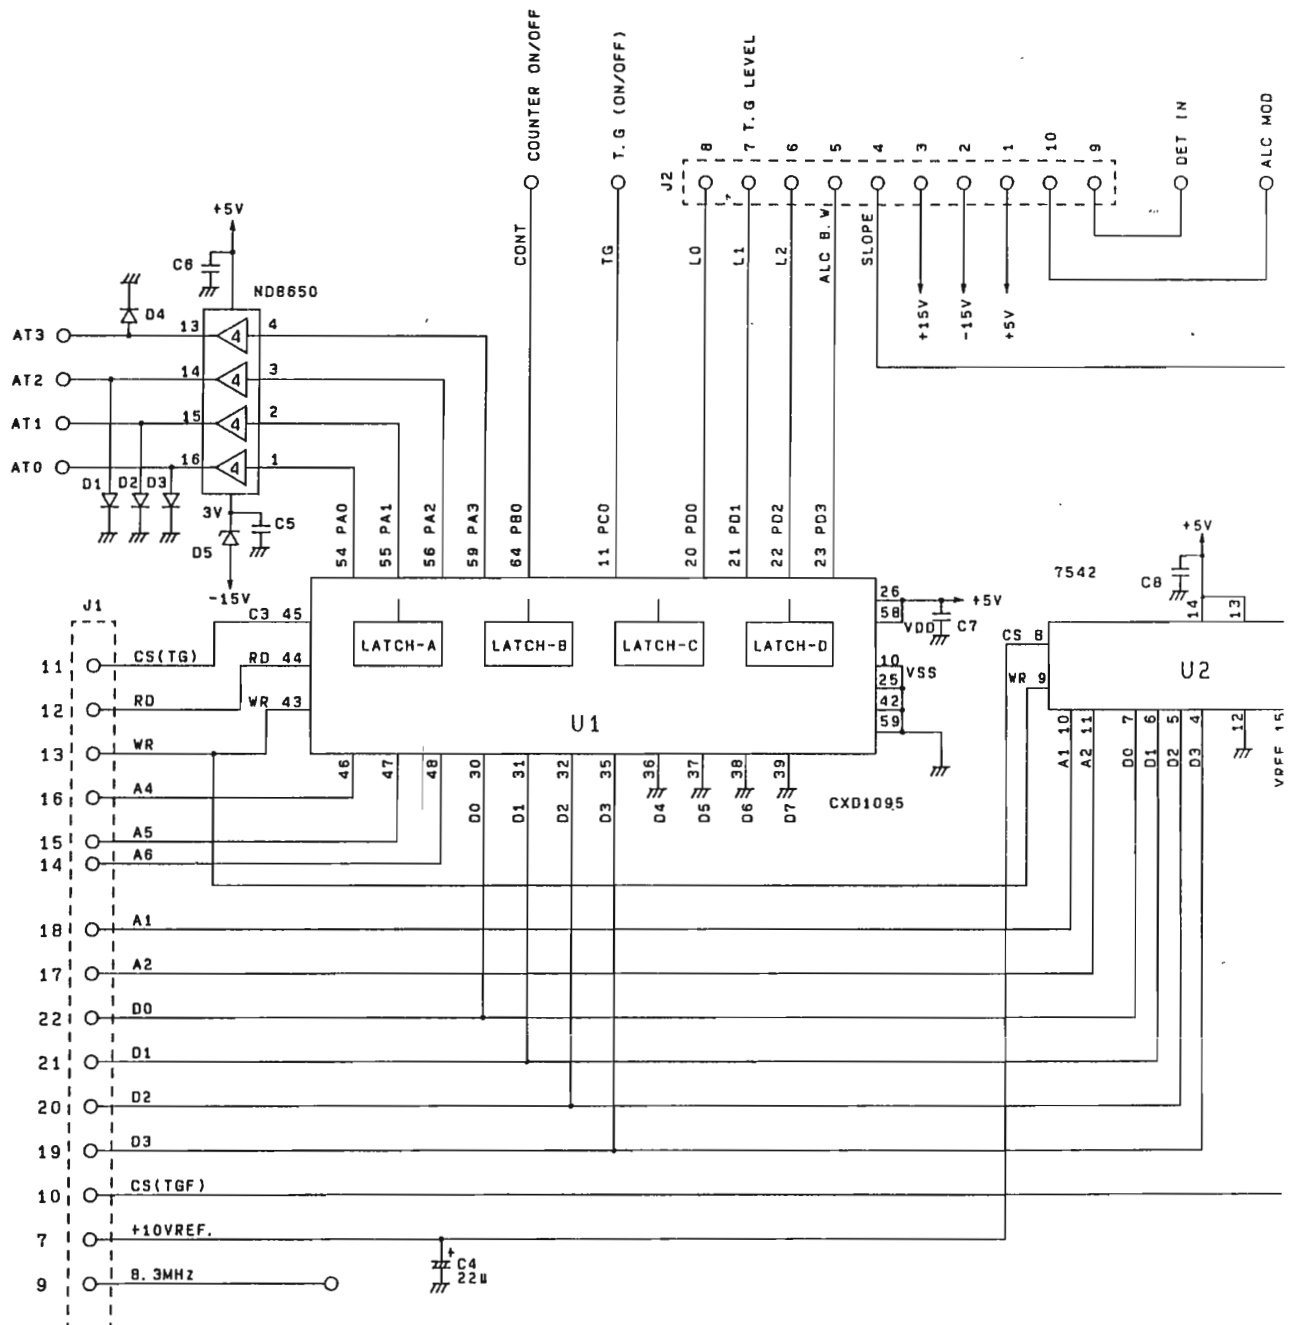 COUNTER ON/OFF
T.G (ON/OFF)
T.G LEVEL
DET IN
ALC MOD
J2
8
7
6
5
4
3
2
1
10
9
+5V
C6
ND8650
D4
CONT
TG
L0
L1
L2
ALC B.W
SLOPE
+15V
-15V
+5V
AT3
13
4
4
AT2
14
4
3
AT1
15
4
2
AT0
16
4
1
D1
D2
D3
3V
C5
D5
-15V
54 PA0
55 PA1
56 PA2
59 PA3
64 PB0
11 PC0
20 PD0
21 PD1
22 PD2
23 PD3
+5V
7542
C8
14
13
J1
C3 45
LATCH-A
LATCH-B
LATCH-C
LATCH-D
26
58
VDD
+5V
C7
CS 8
11
CS(TG)
RD 44
10
VSS
25
WR 9
U2
12
RD
WR 43
42
59
U1
13
WR
46
47
48
30
31
32
35
36
37
38
39
A1 10
A2 11
D0 7
D1 6
D2 5
D3 4
12
VREF 15
D0
D1
D2
D3
D4
D5
D6
D7
CXD1095
16
A4
15
A5
14
A6
18
A1
17
A2
22
D0
21
D1
20
D2
19
D3
10
CS(TGF)
7
+10VREF.
+
C4
22u
9
8.3MHz